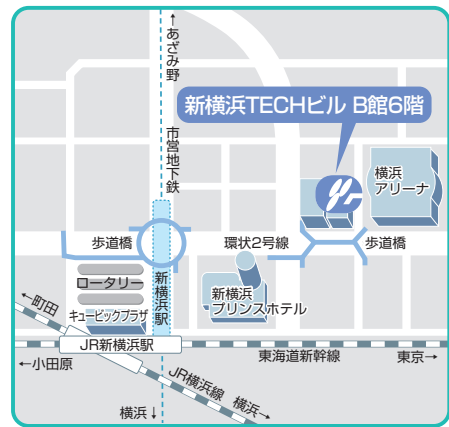 ←あざみ野
市営地下鉄
新横浜TECHビル B館6階
横浜
アリーナ
歩道橋
環状2号線
歩道橋
ロータリー
新横浜駅
新横浜
プリンスホテル
←町田
キュービックプラザ
JR新横浜駅
←小田原
東海道新幹線
東京→
JR横浜線 横浜→
横浜↓